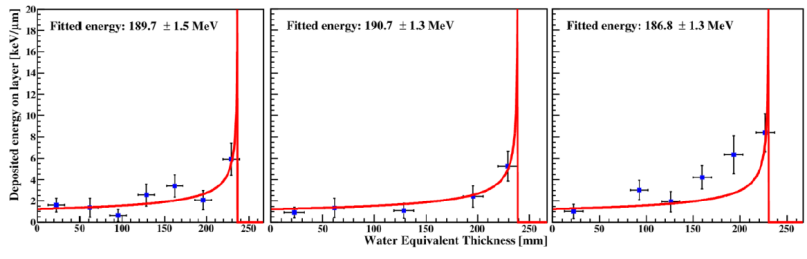 Fitted energy: 189.7 ± 1.5 MeV
Fitted energy: 190.7 ± 1.3 MeV
Fitted energy: 186.8 ± 1.3 MeV
Deposited energy on layer [keV/μm]
20
18
16
14
12
10
8
6
4
2
0
0 50 100 150 200 250
0 50 100 150 200 250
0 50 100 150 200 250
Water Equivalent Thickness [mm]